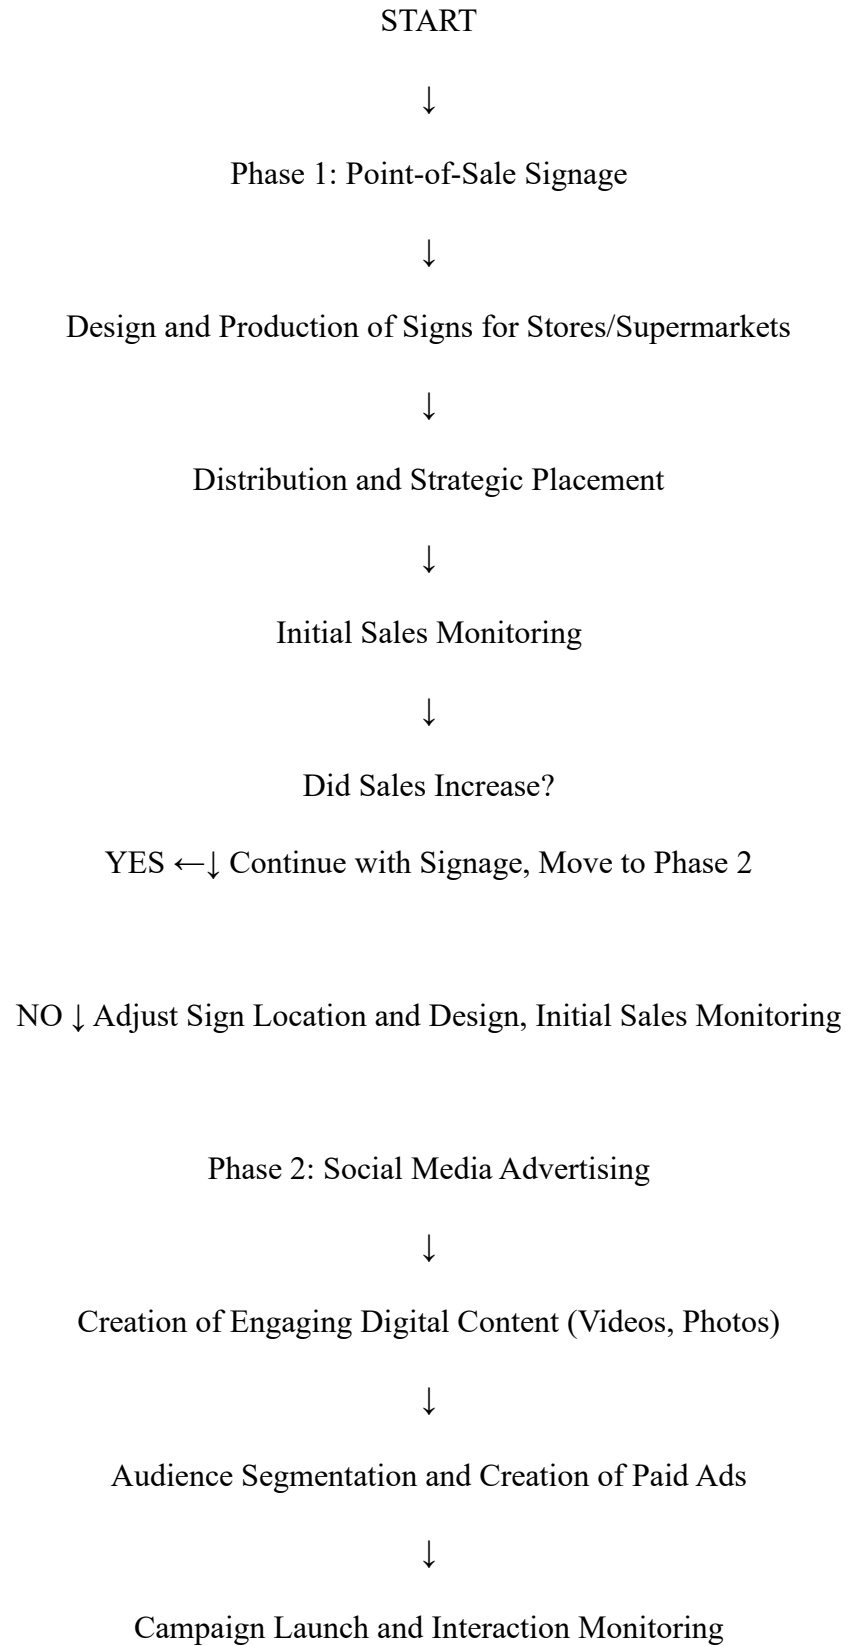 START
↓
Phase 1: Point-of-Sale Signage
↓
Design and Production of Signs for Stores/Supermarkets
↓
Distribution and Strategic Placement
↓
Initial Sales Monitoring
↓
Did Sales Increase?
YES ←↓ Continue with Signage, Move to Phase 2
NO ↓ Adjust Sign Location and Design, Initial Sales Monitoring
Phase 2: Social Media Advertising
↓
Creation of Engaging Digital Content (Videos, Photos)
↓
Audience Segmentation and Creation of Paid Ads
↓
Campaign Launch and Interaction Monitoring